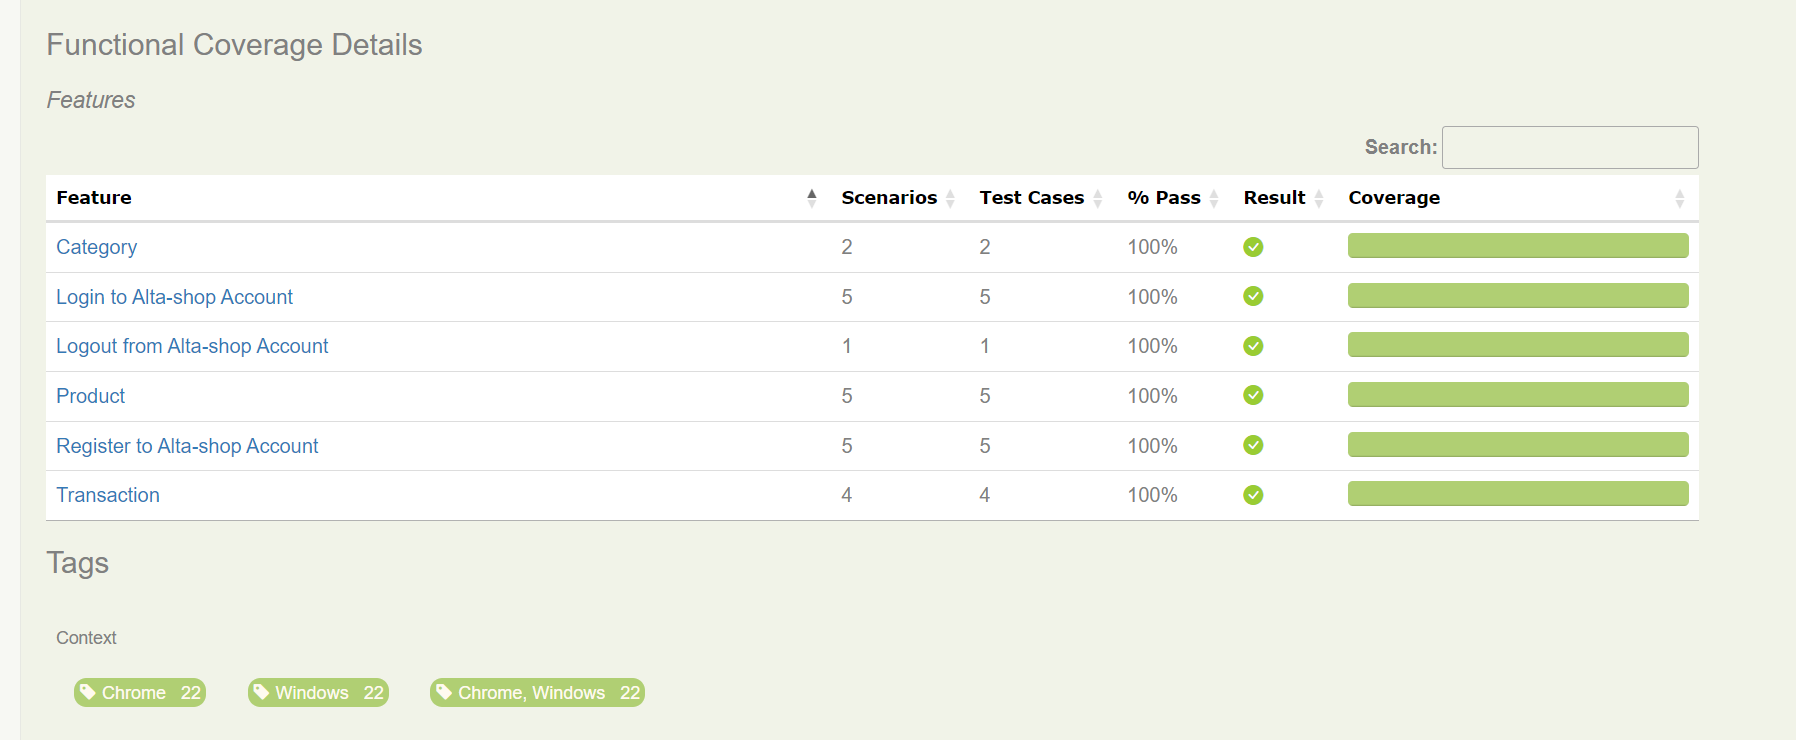 Functional Coverage Details
Features
Search:
Feature Scenarios Test Cases % Pass Result Coverage
Category 2 2 100%
Login to Alta-shop Account 5 5 100%
Logout from Alta-shop Account 1 1 100%
Product 5 5 100%
Register to Alta-shop Account 5 5 100%
Transaction 4 4 100%
Tags
Context
Chrome 22 Windows 22 Chrome, Windows 22